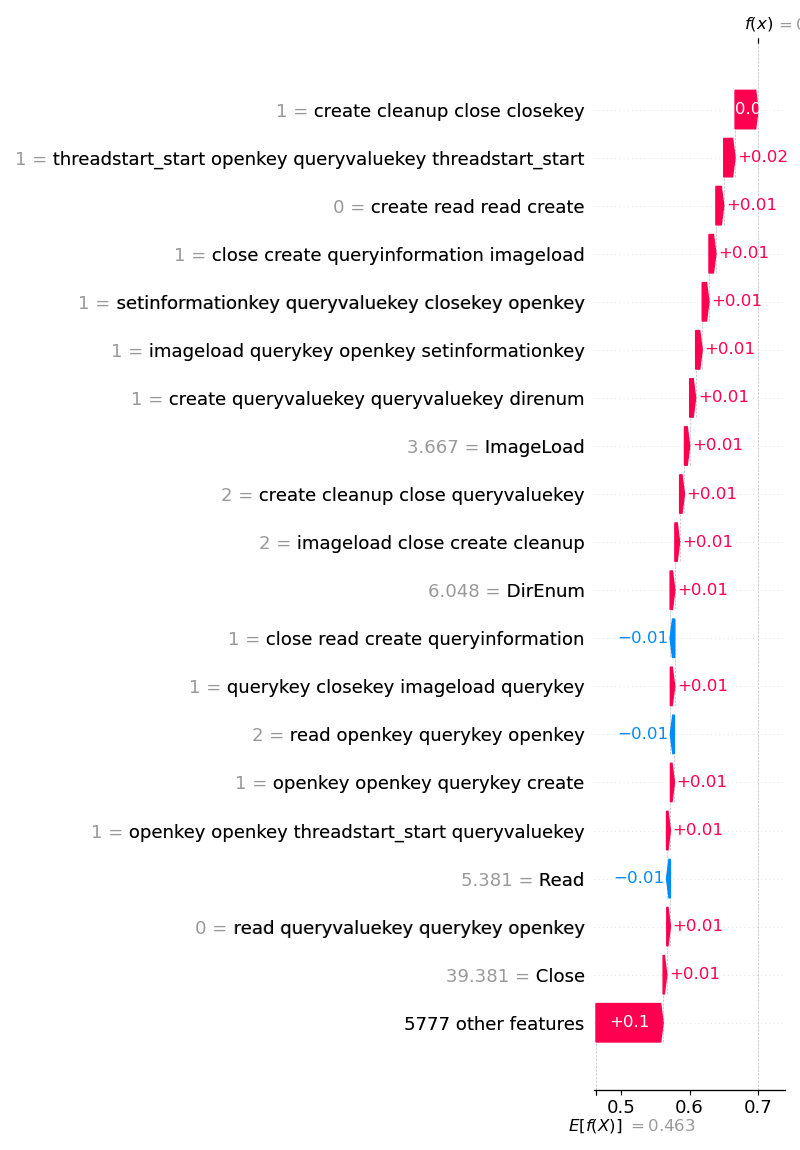 f(x) = 0
1 = create cleanup close closekey
0.0
1 = threadstart_start openkey queryvaluekey threadstart_start
+0.02
0 = create read read create
+0.01
1 = close create queryinformation imageload
+0.01
1 = setinformationkey queryvaluekey closekey openkey
+0.01
1 = imageload querykey openkey setinformationkey
+0.01
1 = create queryvaluekey queryvaluekey direnum
+0.01
3.667 = ImageLoad
+0.01
2 = create cleanup close queryvaluekey
+0.01
2 = imageload close create cleanup
+0.01
6.048 = DirEnum
+0.01
1 = close read create queryinformation
−0.01
1 = querykey closekey imageload querykey
+0.01
2 = read openkey querykey openkey
−0.01
1 = openkey openkey querykey create
+0.01
1 = openkey openkey threadstart_start queryvaluekey
+0.01
5.381 = Read
−0.01
0 = read queryvaluekey querykey openkey
+0.01
39.381 = Close
+0.01
5777 other features
+0.1
0.5 0.6 0.7
E[f(X)] = 0.463